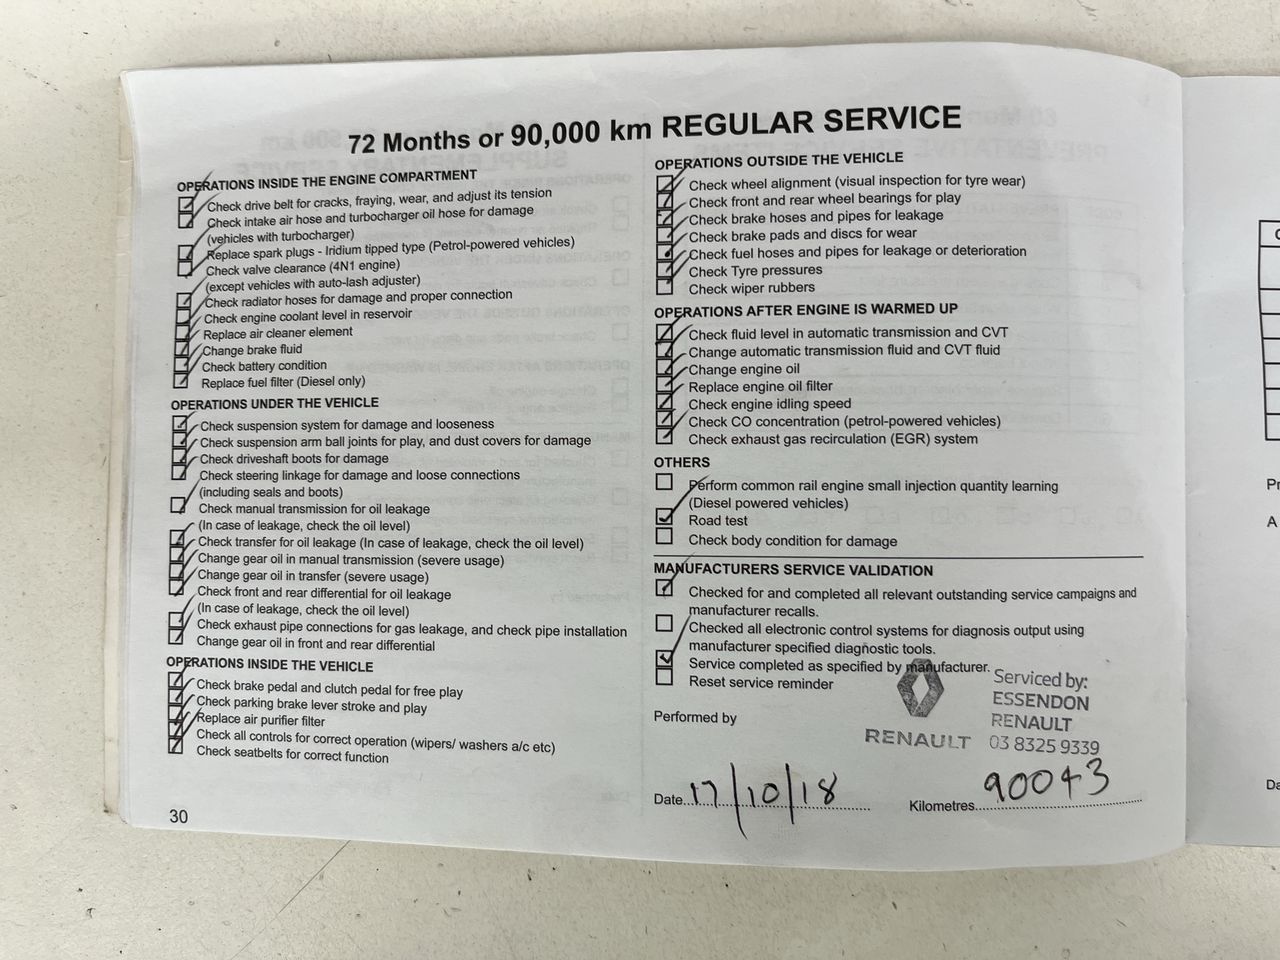 72 Months or 90,000 km REGULAR SERVICE
OPERATIONS INSIDE THE ENGINE COMPARTMENT
Check drive belt for cracks, fraying, wear, and adjust its tension
Check intake air hose and turbocharger oil hose for damage
(vehicles with turbocharger)
Replace spark plugs - Iridium tipped type (Petrol-powered vehicles)
Check valve clearance (4N1 engine)
(except vehicles with auto-lash adjuster)
Check radiator hoses for damage and proper connection
Check engine coolant level in reservoir
Replace air cleaner element
Change brake fluid
Check battery condition
Replace fuel filter (Diesel only)
OPERATIONS UNDER THE VEHICLE
Check suspension system for damage and looseness
Check suspension arm ball joints for play, and dust covers for damage
Check driveshaft boots for damage
Check steering linkage for damage and loose connections
(including seals and boots)
Check manual transmission for oil leakage
(In case of leakage, check the oil level)
Check transfer for oil leakage (In case of leakage, check the oil level)
Change gear oil in manual transmission (severe usage)
Change gear oil in transfer (severe usage)
Check front and rear differential for oil leakage
(In case of leakage, check the oil level)
Check exhaust pipe connections for gas leakage, and check pipe installation
Change gear oil in front and rear differential
OPERATIONS INSIDE THE VEHICLE
Check brake pedal and clutch pedal for free play
Check parking brake lever stroke and play
Replace air purifier filter
Check all controls for correct operation (wipers/ washers a/c etc)
Check seatbelts for correct function
30
OPERATIONS OUTSIDE THE VEHICLE
Check wheel alignment (visual inspection for tyre wear)
Check front and rear wheel bearings for play
Check brake hoses and pipes for leakage
Check brake pads and discs for wear
Check fuel hoses and pipes for leakage or deterioration
Check Tyre pressures
Check wiper rubbers
OPERATIONS AFTER ENGINE IS WARMED UP
Check fluid level in automatic transmission and CVT
Change automatic transmission fluid and CVT fluid
Change engine oil
Replace engine oil filter
Check engine idling speed
Check CO concentration (petrol-powered vehicles)
Check exhaust gas recirculation (EGR) system
OTHERS
Perform common rail engine small injection quantity learning
(Diesel powered vehicles)
Road test
Check body condition for damage
MANUFACTURERS SERVICE VALIDATION
Checked for and completed all relevant outstanding service campaigns and
manufacturer recalls.
Checked all electronic control systems for diagnosis output using
manufacturer specified diagnostic tools.
Service completed as specified by manufacturer.
Reset service reminder
Performed by
RENAULT
Serviced by:
ESSENDON
RENAULT
03 8325 9339
Date 17/10/18
Kilometres 90043